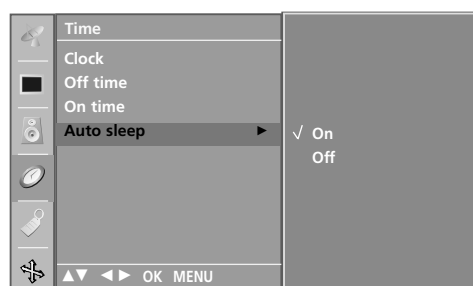 Time
Clock
Off time
On time
Auto sleep ►
√ On
Off
▲▼ ◄► OK MENU